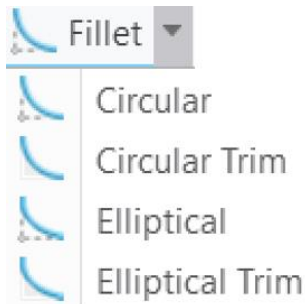 Fillet
Circular
Circular Trim
Elliptical
Elliptical Trim